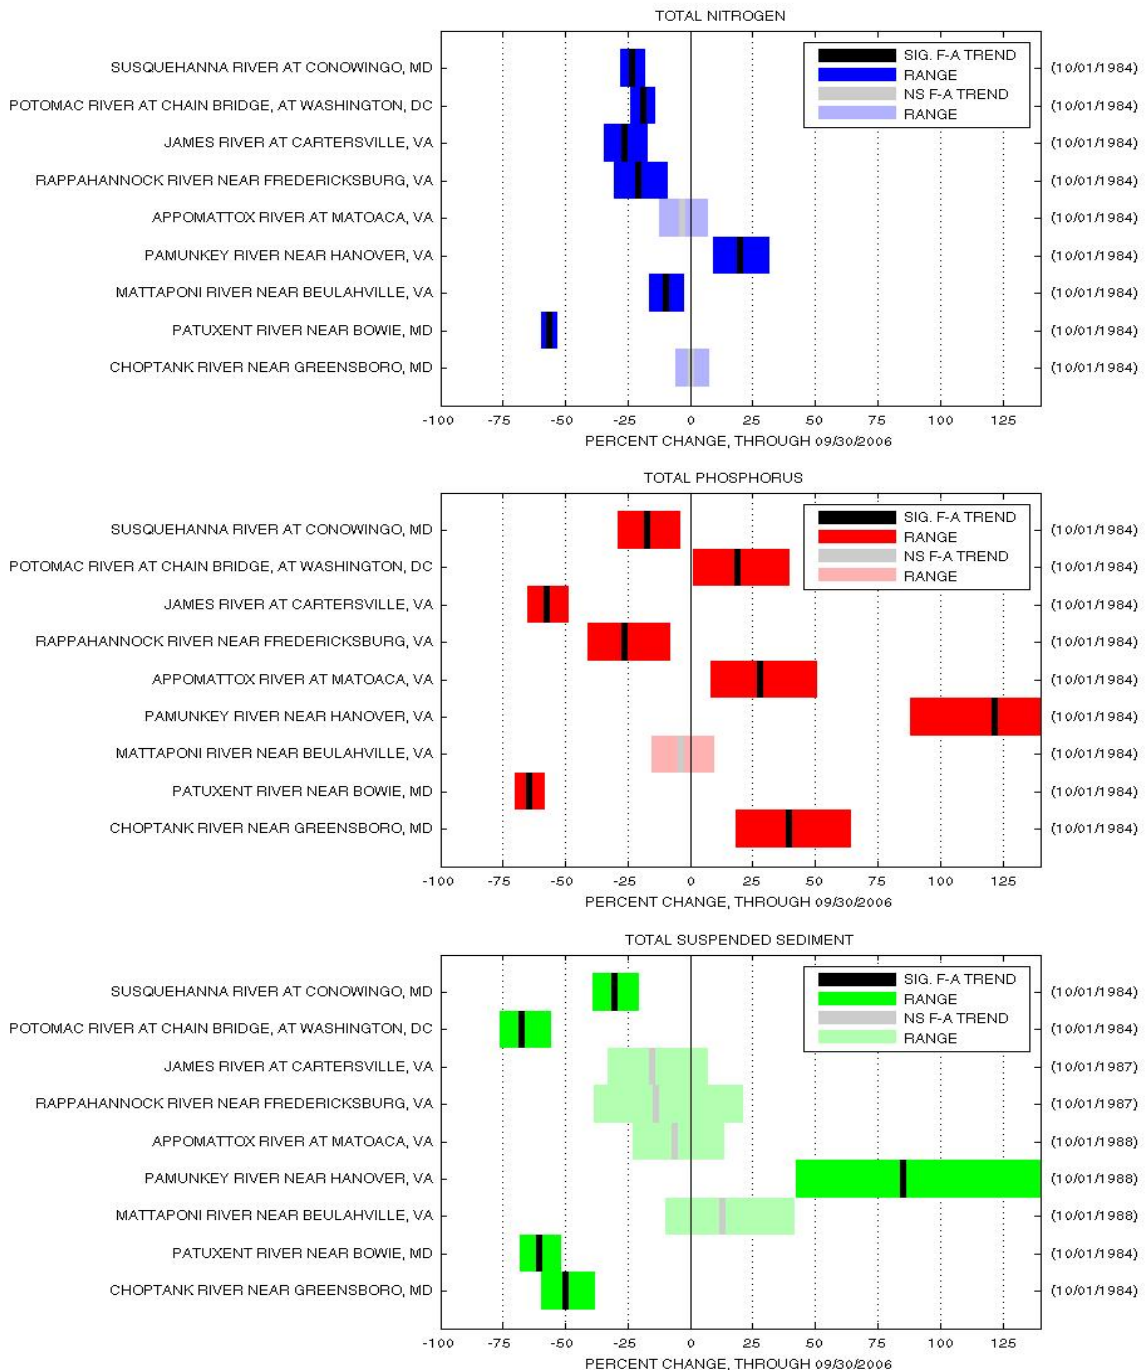 TOTAL NITROGEN
SIG. F-A TREND
RANGE
NS F-A TREND
RANGE
SUSQUEHANNA RIVER AT CONOWINGO, MD (10/01/1984)
POTOMAC RIVER AT CHAIN BRIDGE, AT WASHINGTON, DC (10/01/1984)
JAMES RIVER AT CARTERSVILLE, VA (10/01/1984)
RAPPAHANNOCK RIVER NEAR FREDERICKSBURG, VA (10/01/1984)
APPOMATTOX RIVER AT MATOACA, VA (10/01/1984)
PAMUNKEY RIVER NEAR HANOVER, VA (10/01/1984)
MATTAPONI RIVER NEAR BEULAHVILLE, VA (10/01/1984)
PATUXENT RIVER NEAR BOWIE, MD (10/01/1984)
CHOPTANK RIVER NEAR GREENSBORO, MD (10/01/1984)
-100 -75 -50 -25 0 25 50 75 100 125
PERCENT CHANGE, THROUGH 09/30/2006
TOTAL PHOSPHORUS
SIG. F-A TREND
RANGE
NS F-A TREND
RANGE
SUSQUEHANNA RIVER AT CONOWINGO, MD (10/01/1984)
POTOMAC RIVER AT CHAIN BRIDGE, AT WASHINGTON, DC (10/01/1984)
JAMES RIVER AT CARTERSVILLE, VA (10/01/1984)
RAPPAHANNOCK RIVER NEAR FREDERICKSBURG, VA (10/01/1984)
APPOMATTOX RIVER AT MATOACA, VA (10/01/1984)
PAMUNKEY RIVER NEAR HANOVER, VA (10/01/1984)
MATTAPONI RIVER NEAR BEULAHVILLE, VA (10/01/1984)
PATUXENT RIVER NEAR BOWIE, MD (10/01/1984)
CHOPTANK RIVER NEAR GREENSBORO, MD (10/01/1984)
-100 -75 -50 -25 0 25 50 75 100 125
PERCENT CHANGE, THROUGH 09/30/2006
TOTAL SUSPENDED SEDIMENT
SIG. F-A TREND
RANGE
NS F-A TREND
RANGE
SUSQUEHANNA RIVER AT CONOWINGO, MD (10/01/1984)
POTOMAC RIVER AT CHAIN BRIDGE, AT WASHINGTON, DC (10/01/1984)
JAMES RIVER AT CARTERSVILLE, VA (10/01/1987)
RAPPAHANNOCK RIVER NEAR FREDERICKSBURG, VA (10/01/1987)
APPOMATTOX RIVER AT MATOACA, VA (10/01/1988)
PAMUNKEY RIVER NEAR HANOVER, VA (10/01/1988)
MATTAPONI RIVER NEAR BEULAHVILLE, VA (10/01/1988)
PATUXENT RIVER NEAR BOWIE, MD (10/01/1984)
CHOPTANK RIVER NEAR GREENSBORO, MD (10/01/1984)
-100 -75 -50 -25 0 25 50 75 100 125
PERCENT CHANGE, THROUGH 09/30/2006